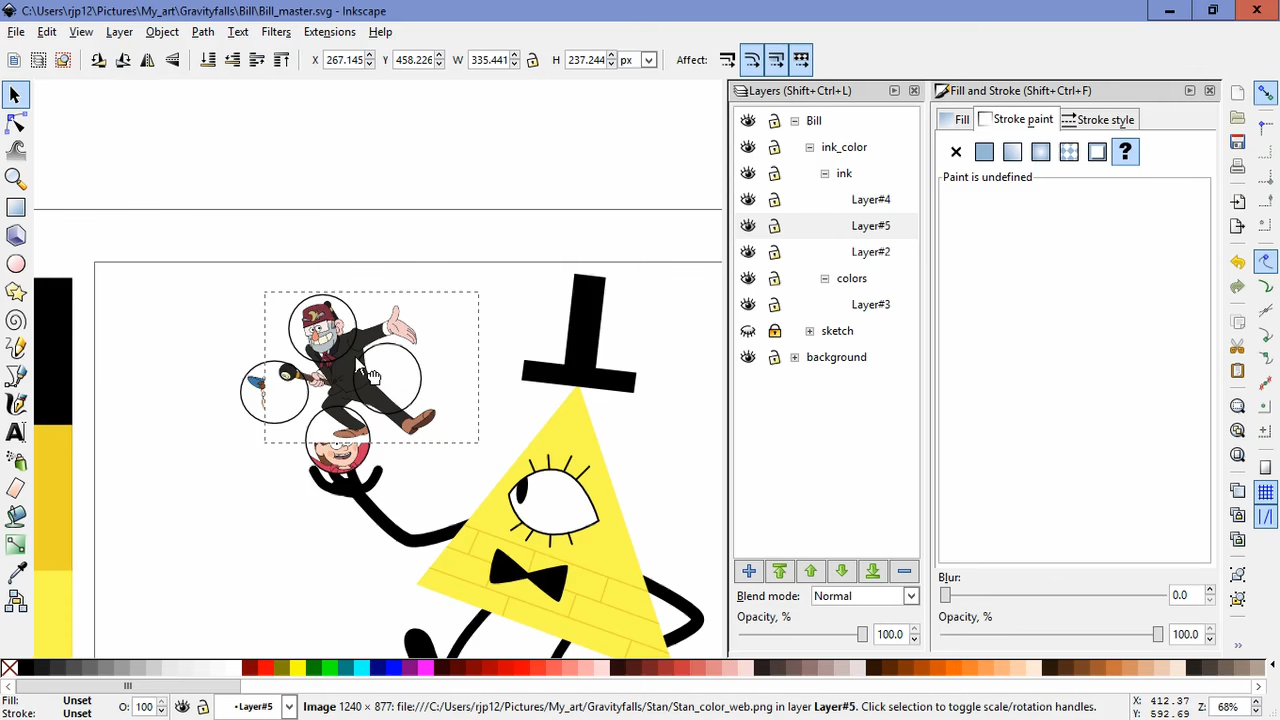 C:\Users\rjp12\Pictures\My_art\Gravityfalls\Bill\Bill_master.svg - Inkscape
File Edit View Layer Object Path Text Filters Extensions Help
X 267.145 Y 458.226 W 335.441 H 237.244 px Affect:
Layers (Shift+Ctrl+L)
Fill and Stroke (Shift+Ctrl+F)
Bill
Fill Stroke paint Stroke style
ink_color
ink
?
Paint is undefined
Layer#4
Layer#5
Layer#2
colors
Layer#3
sketch
background
Blend mode: Normal
Opacity, %
100.0
Blur:
0.0
Opacity, %
100.0
Fill: Unset
Stroke: Unset
O: 100
•Layer#5
Image 1240 × 877: file:///C:/Users/rjp12/Pictures/My_art/Gravityfalls/Stan/Stan_color_web.png in layer Layer#5. Click selection to toggle scale/rotation handles.
X: 412.37
Y: 592.69
68%